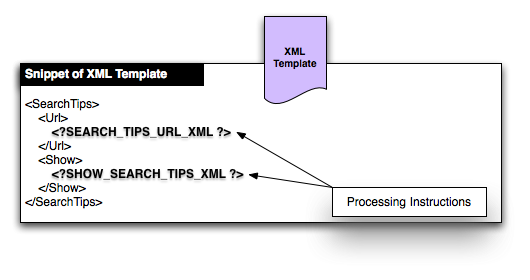 XML
Template
Snippet of XML Template
<SearchTips>
<Url>
<?SEARCH_TIPS_URL_XML ?>
</Url>
<Show>
<?SHOW_SEARCH_TIPS_XML ?>
</Show>
</SearchTips>
Processing Instructions